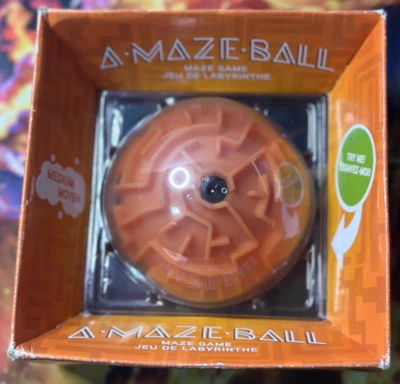 A·MAZE·BALL
MAZE GAME
JEU DE LABYRINTHE
MEDIUM
MOYEN
TRY ME!
ESSAYEZ-MOI!
A·MAZE·BALL
MAZE GAME
JEU DE LABYRINTHE